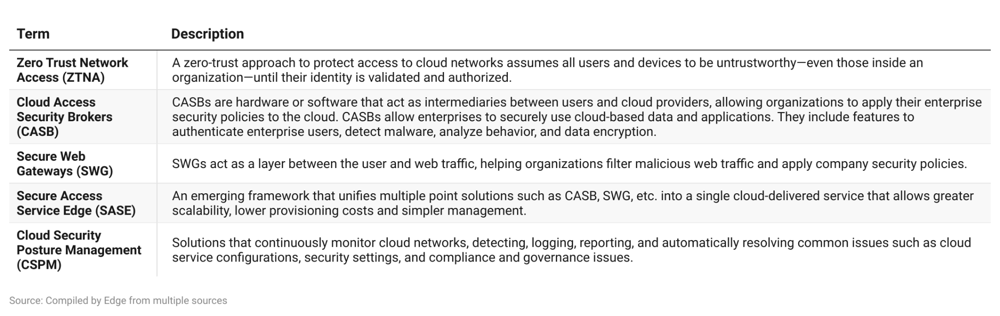 Term
Description
Zero Trust Network
Access (ZTNA)
A zero-trust approach to protect access to cloud networks assumes all users and devices to be untrustworthy—even those inside an
organization—until their identity is validated and authorized.
Cloud Access
Security Brokers
(CASB)
CASBs are hardware or software that act as intermediaries between users and cloud providers, allowing organizations to apply their enterprise
security policies to the cloud. CASBs allow enterprises to securely use cloud-based data and applications. They include features to
authenticate enterprise users, detect malware, analyze behavior, and data encryption.
Secure Web
Gateways (SWG)
SWGs act as a layer between the user and web traffic, helping organizations filter malicious web traffic and apply company security policies.
Secure Access
Service Edge (SASE)
An emerging framework that unifies multiple point solutions such as CASB, SWG, etc. into a single cloud-delivered service that allows greater
scalability, lower provisioning costs and simpler management.
Cloud Security
Posture Management
(CSPM)
Solutions that continuously monitor cloud networks, detecting, logging, reporting, and automatically resolving common issues such as cloud
service configurations, security settings, and compliance and governance issues.
Source: Compiled by Edge from multiple sources